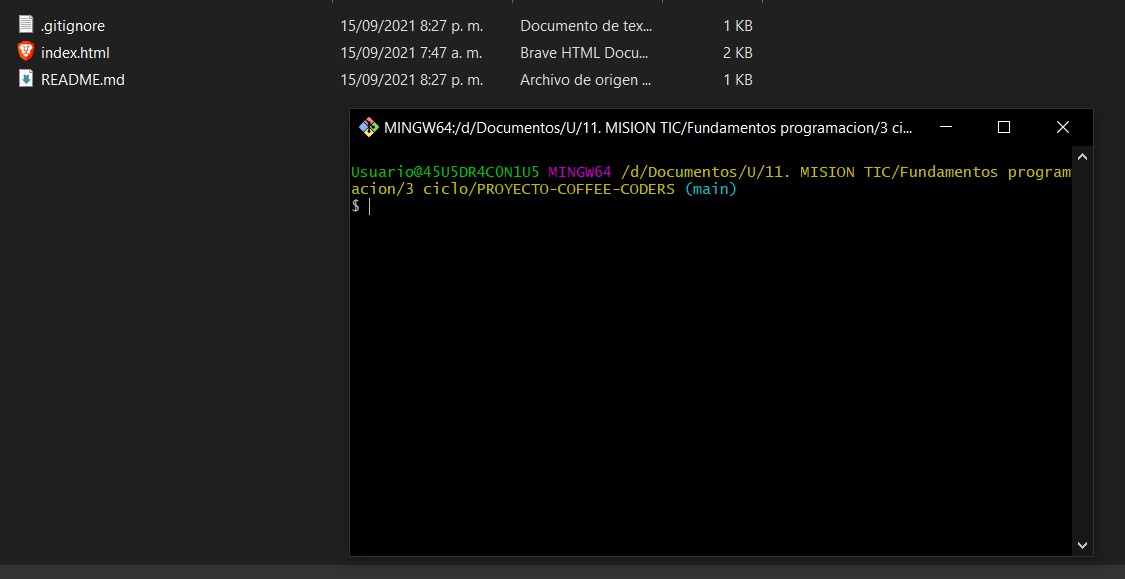 .gitignore 15/09/2021 8:27 p. m. Documento de tex... 1 KB
index.html 15/09/2021 7:47 a. m. Brave HTML Docu... 2 KB
README.md 15/09/2021 8:27 p. m. Archivo de origen ... 1 KB
MINGW64:/d/Documentos/U/11. MISION TIC/Fundamentos programacion/3 ci...
Usuario@45U5DR4C0N1U5 MINGW64 /d/Documentos/U/11. MISION TIC/Fundamentos program
acion/3 ciclo/PROYECTO-COFFEE-CODERS (main)
$